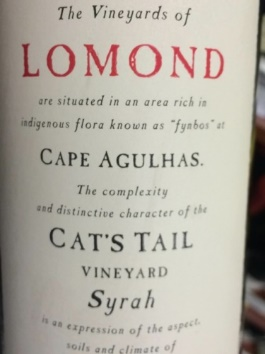 The Vineyards of
LOMOND
are situated in an area rich in
indigenous flora known as "fynbos" at
CAPE AGULHAS.
The complexity
and distinctive character of the
CAT'S TAIL
VINEYARD
Syrah
is an expression of the aspect,
soils and climate of